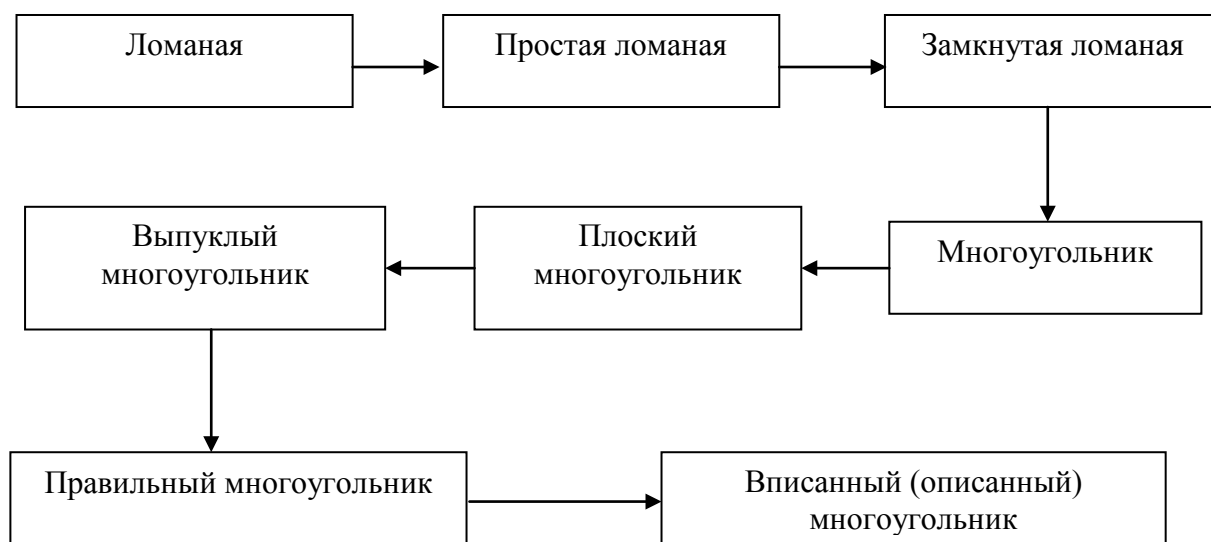 Ломаная
Простая ломаная
Замкнутая ломаная
Многоугольник
Плоский
многоугольник
Выпуклый
многоугольник
Правильный многоугольник
Вписанный (описанный)
многоугольник